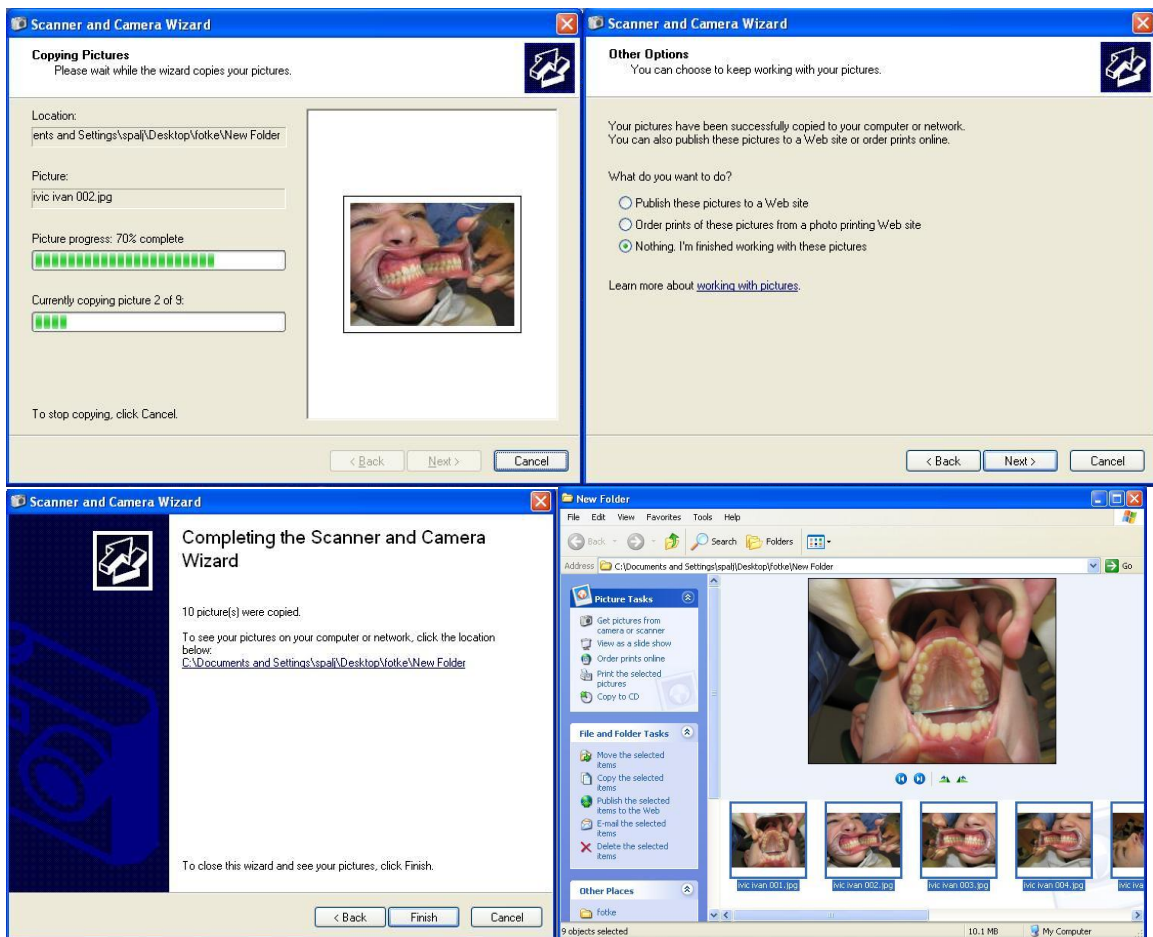 Scanner and Camera Wizard
Copying Pictures
Please wait while the wizard copies your pictures.
Location:
ents and Settings\spalj\Desktop\fotke\New Folder
Picture:
ivic ivan 002.jpg
Picture progress: 70% complete
Currently copying picture 2 of 9:
To stop copying, click Cancel.
< Back Next > Cancel
Scanner and Camera Wizard
Other Options
You can choose to keep working with your pictures.
Your pictures have been successfully copied to your computer or network.
You can also publish these pictures to a Web site or order prints online.
What do you want to do?
Publish these pictures to a Web site
Order prints of these pictures from a photo printing Web site
Nothing. I'm finished working with these pictures
Learn more about working with pictures.
< Back Next > Cancel
Scanner and Camera Wizard
Completing the Scanner and Camera
Wizard
10 picture(s) were copied.
To see your pictures on your computer or network, click the location
below:
C:\Documents and Settings\spalj\Desktop\fotke\New Folder
To close this wizard and see your pictures, click Finish.
< Back Finish Cancel
New Folder
File Edit View Favorites Tools Help
Back Search Folders
Address C:\Documents and Settings\spalj\Desktop\fotke\New Folder Go
Picture Tasks
Get pictures from
camera or scanner
View as a slide show
Order prints online
Print the selected
pictures
Copy to CD
File and Folder Tasks
Move the selected
items
Copy the selected
items
Publish the selected
items to the Web
E-mail the selected
items
Delete the selected
items
Other Places
fotke
ivic ivan 001.jpg ivic ivan 002.jpg ivic ivan 003.jpg ivic ivan 004.jpg ivic iva
9 objects selected 10.1 MB My Computer